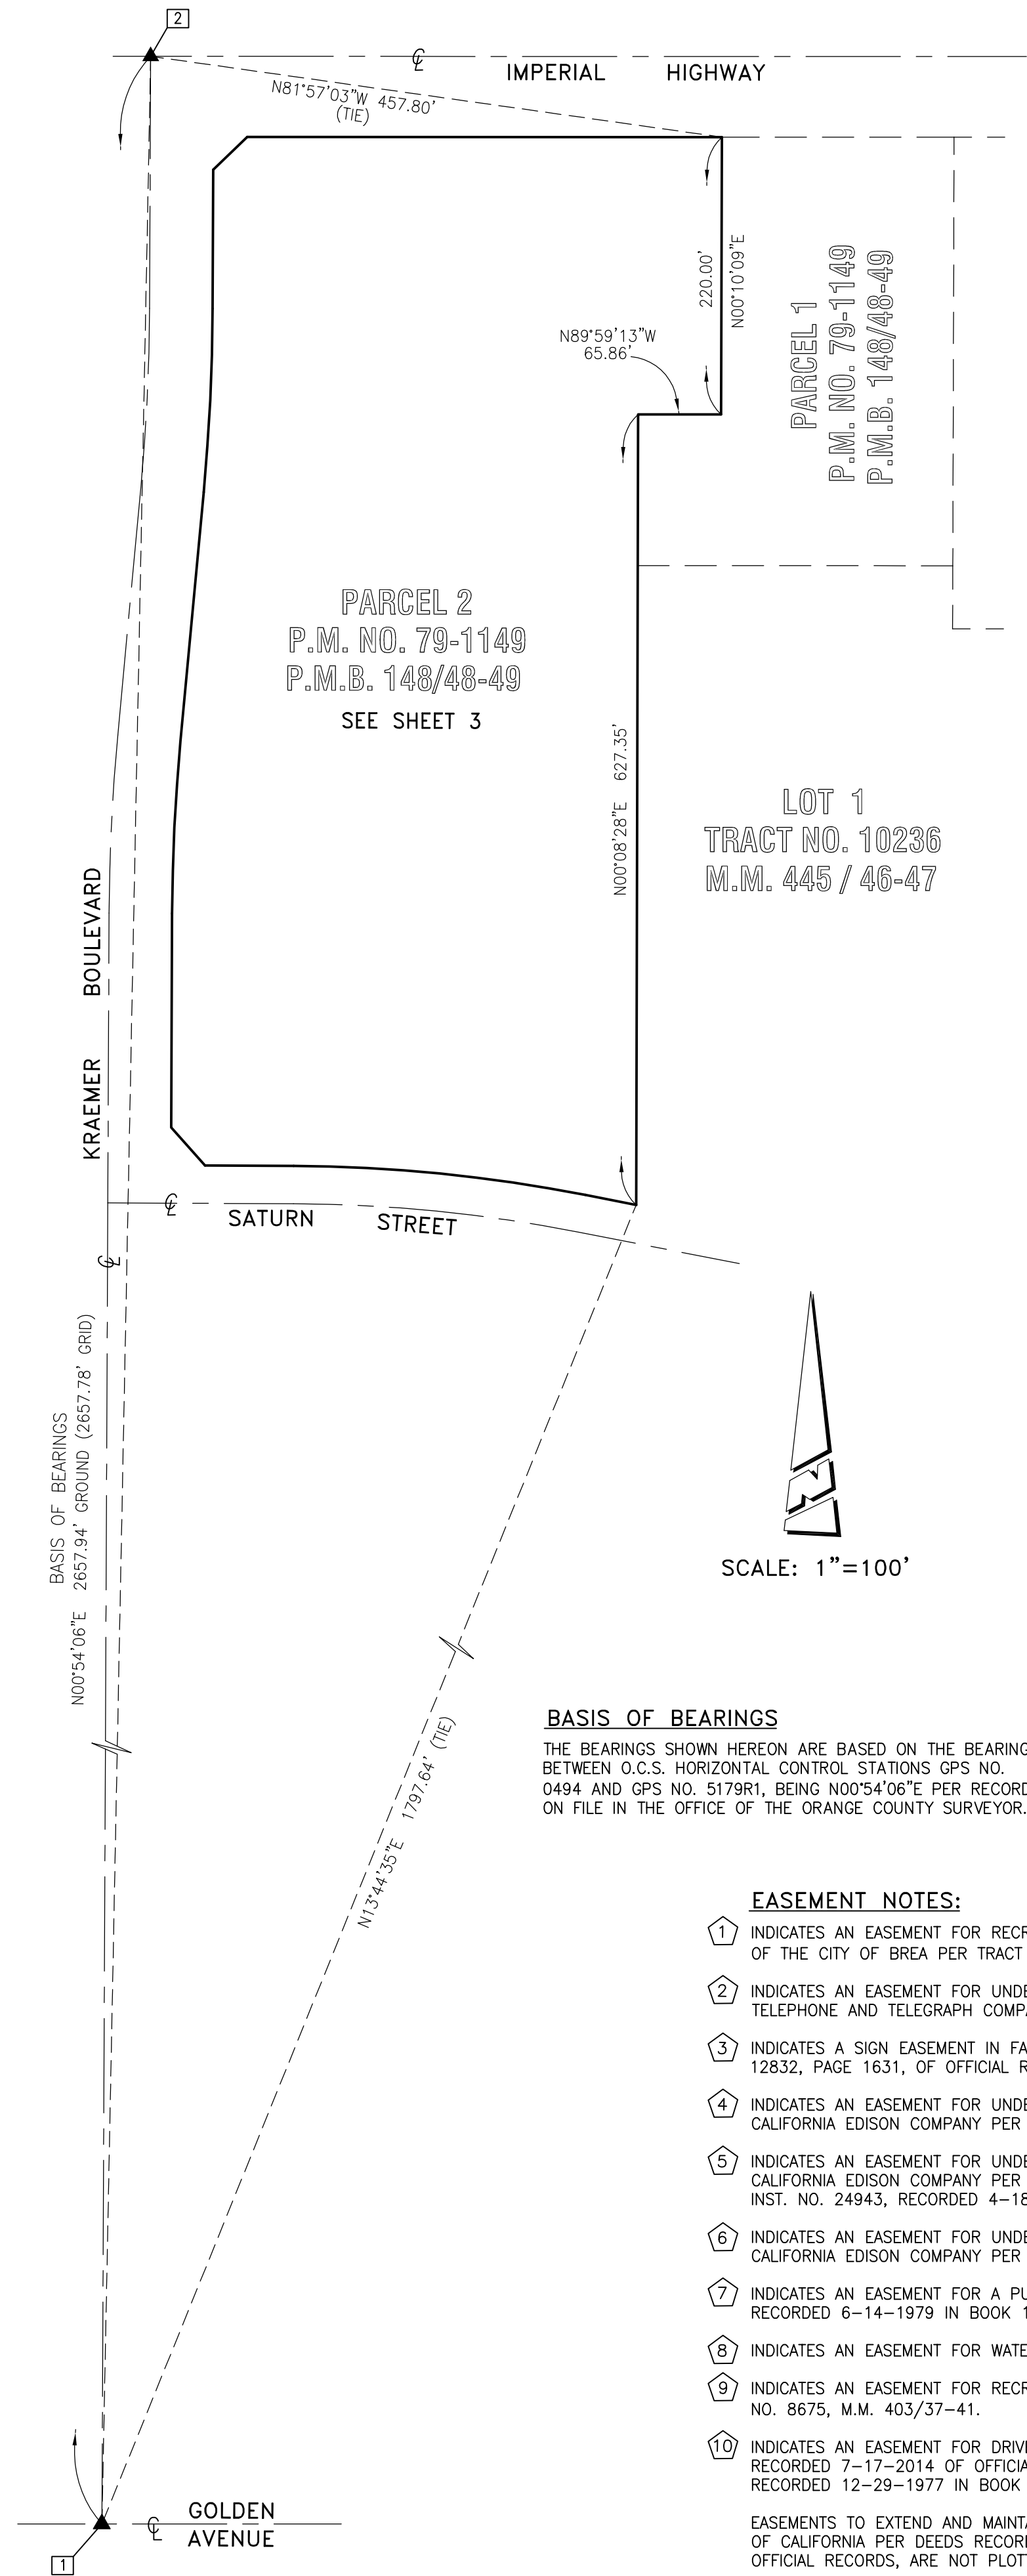 2
℄
IMPERIAL HIGHWAY
N81°57'03"W 457.80'
(TIE)
220.00'
N00°10'09"E
N89°59'13"W
65.86'
PARCEL 1
P.M. NO. 79-1149
P.M.B. 148/48-49
PARCEL 2
P.M. NO. 79-1149
P.M.B. 148/48-49
SEE SHEET 3
N00°08'28"E 627.35'
LOT 1
TRACT NO. 10236
M.M. 445 / 46-47
KRAEMER BOULEVARD
℄
SATURN STREET
℄
BASIS OF BEARINGS
N00°54'06"E 2657.94' GROUND (2657.78' GRID)
N
SCALE: 1"=100'
N13°44'35"E 1797.64' (TIE)
BASIS OF BEARINGS
THE BEARINGS SHOWN HEREON ARE BASED ON THE BEARING
BETWEEN O.C.S. HORIZONTAL CONTROL STATIONS GPS NO.
0494 AND GPS NO. 5179R1, BEING N00°54'06"E PER RECORD
ON FILE IN THE OFFICE OF THE ORANGE COUNTY SURVEYOR.
EASEMENT NOTES:
1 INDICATES AN EASEMENT FOR RECR
OF THE CITY OF BREA PER TRACT
2 INDICATES AN EASEMENT FOR UNDE
TELEPHONE AND TELEGRAPH COMPA
3 INDICATES A SIGN EASEMENT IN FA
12832, PAGE 1631, OF OFFICIAL R
4 INDICATES AN EASEMENT FOR UNDE
CALIFORNIA EDISON COMPANY PER
5 INDICATES AN EASEMENT FOR UNDE
CALIFORNIA EDISON COMPANY PER
INST. NO. 24943, RECORDED 4-18
6 INDICATES AN EASEMENT FOR UNDE
CALIFORNIA EDISON COMPANY PER
7 INDICATES AN EASEMENT FOR A PU
RECORDED 6-14-1979 IN BOOK 1
8 INDICATES AN EASEMENT FOR WATE
9 INDICATES AN EASEMENT FOR RECR
NO. 8675, M.M. 403/37-41.
10 INDICATES AN EASEMENT FOR DRIVE
RECORDED 7-17-2014 OF OFFICIA
RECORDED 12-29-1977 IN BOOK
EASEMENTS TO EXTEND AND MAINTA
OF CALIFORNIA PER DEEDS RECOR
OFFICIAL RECORDS, ARE NOT PLOTT
℄
GOLDEN
AVENUE
1